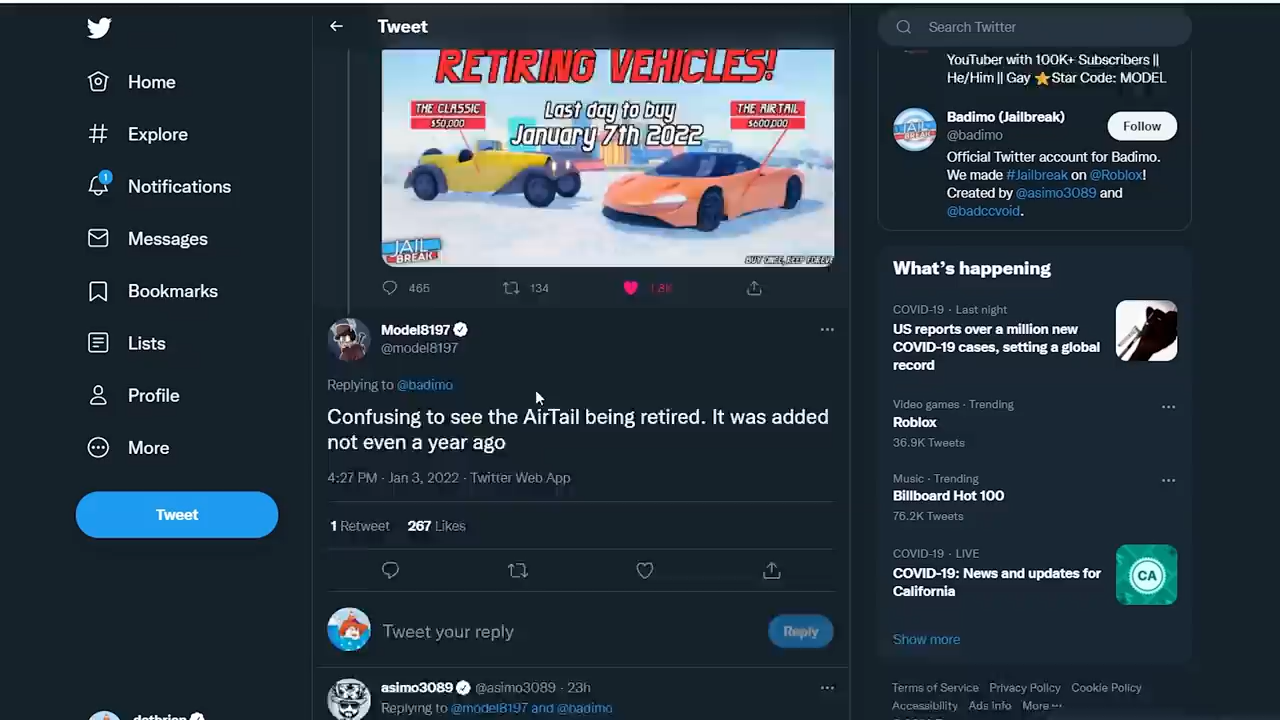 Home
Explore
1
Notifications
Messages
Bookmarks
Lists
Profile
More
Tweet
Tweet
RETIRING VEHICLES!
THE CLASSIC
$50,000
Last day to buy
January 7th 2022
THE AIRTAIL
$600,000
JAIL
BREAK
BUY ONCE, KEEP FOREVER
465
134
1.8K
Model8197
@model8197
Replying to @badimo
Confusing to see the AirTail being retired. It was added
not even a year ago
4:27 PM · Jan 3, 2022 · Twitter Web App
1 Retweet 267 Likes
Tweet your reply
Reply
asimo3089 @asimo3089 · 23h
Replying to @model8197 and @badimo
Search Twitter
YouTuber with 100K+ Subscribers ||
He/Him || Gay ⭐Star Code: MODEL
Badimo (Jailbreak)
@badimo
Follow
Official Twitter account for Badimo.
We made #Jailbreak on @Roblox!
Created by @asimo3089 and
@badccvoid.
What's happening
COVID-19 · Last night
US reports over a million new
COVID-19 cases, setting a global
record
Video games · Trending
Roblox
36.9K Tweets
Music · Trending
Billboard Hot 100
76.2K Tweets
COVID-19 · LIVE
COVID-19: News and updates for
California
CA
Show more
Terms of Service Privacy Policy Cookie Policy
Accessibility Ads Info More ···